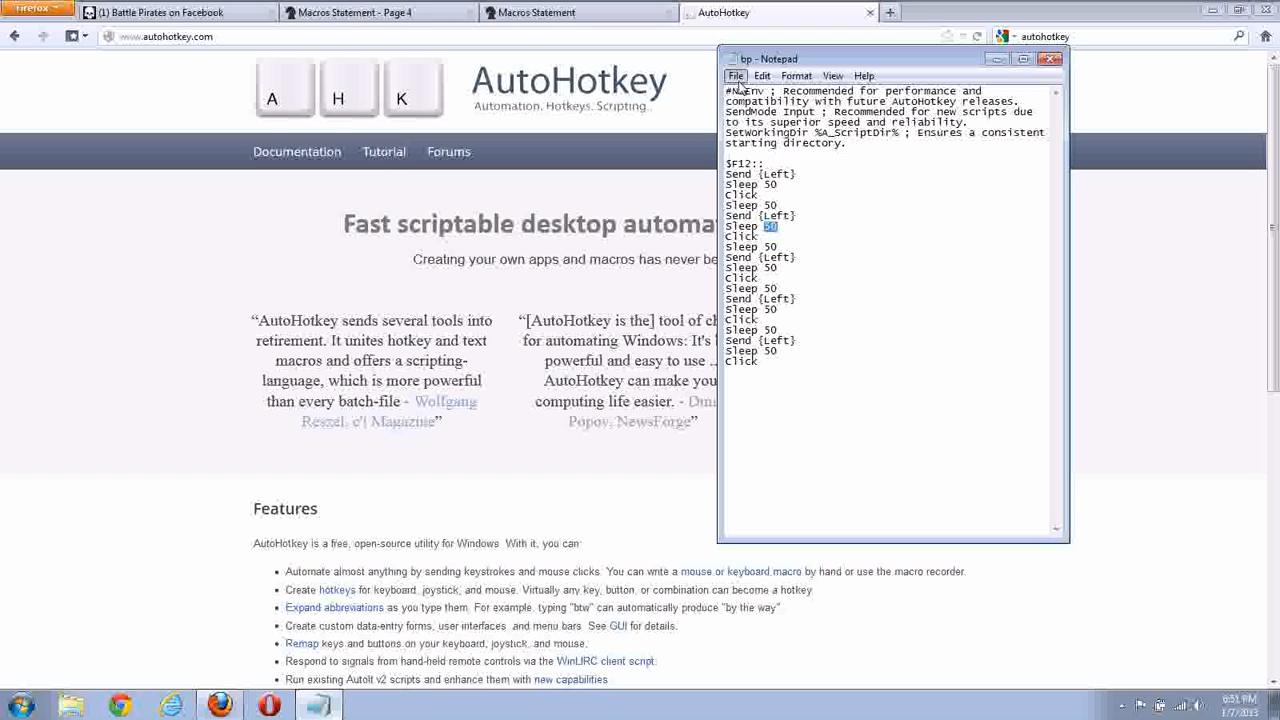 Firefox
(1) Battle Pirates on Facebook
Macros Statement - Page 4
Macros Statement
AutoHotkey
www.autohotkey.com
autohotkey
A H K
AutoHotkey
Automation. Hotkeys. Scripting.
Documentation Tutorial Forums
Fast scriptable desktop automa
Creating your own apps and macros has never be
“AutoHotkey sends several tools into
retirement. It unites hotkey and text
macros and offers a scripting-
language, which is more powerful
than every batch-file - Wolfgang
Reszel, c't Magazine”
“[AutoHotkey is the] tool of ch
for automating Windows: It's
powerful and easy to use ..
AutoHotkey can make you
computing life easier. - Dmi
Popov, NewsForge”
Features
AutoHotkey is a free, open-source utility for Windows. With it, you can:
Automate almost anything by sending keystrokes and mouse clicks. You can write a mouse or keyboard macro by hand or use the macro recorder.
Create hotkeys for keyboard, joystick, and mouse. Virtually any key, button, or combination can become a hotkey.
Expand abbreviations as you type them. For example, typing "btw" can automatically produce "by the way".
Create custom data-entry forms, user interfaces, and menu bars. See GUI for details.
Remap keys and buttons on your keyboard, joystick, and mouse.
Respond to signals from hand-held remote controls via the WinLIRC client script.
Run existing AutoIt v2 scripts and enhance them with new capabilities
bp - Notepad
File Edit Format View Help
#NoEnv ; Recommended for performance and
compatibility with future AutoHotkey releases.
SendMode Input ; Recommended for new scripts due
to its superior speed and reliability.
SetWorkingDir %A_ScriptDir% ; Ensures a consistent
starting directory.
$F12::
Send {Left}
Sleep 50
Click
Sleep 50
Send {Left}
Sleep 50
Click
Sleep 50
Send {Left}
Sleep 50
Click
Sleep 50
Send {Left}
Sleep 50
Click
Sleep 50
Send {Left}
Sleep 50
Click
6:51 PM
1/7/2013